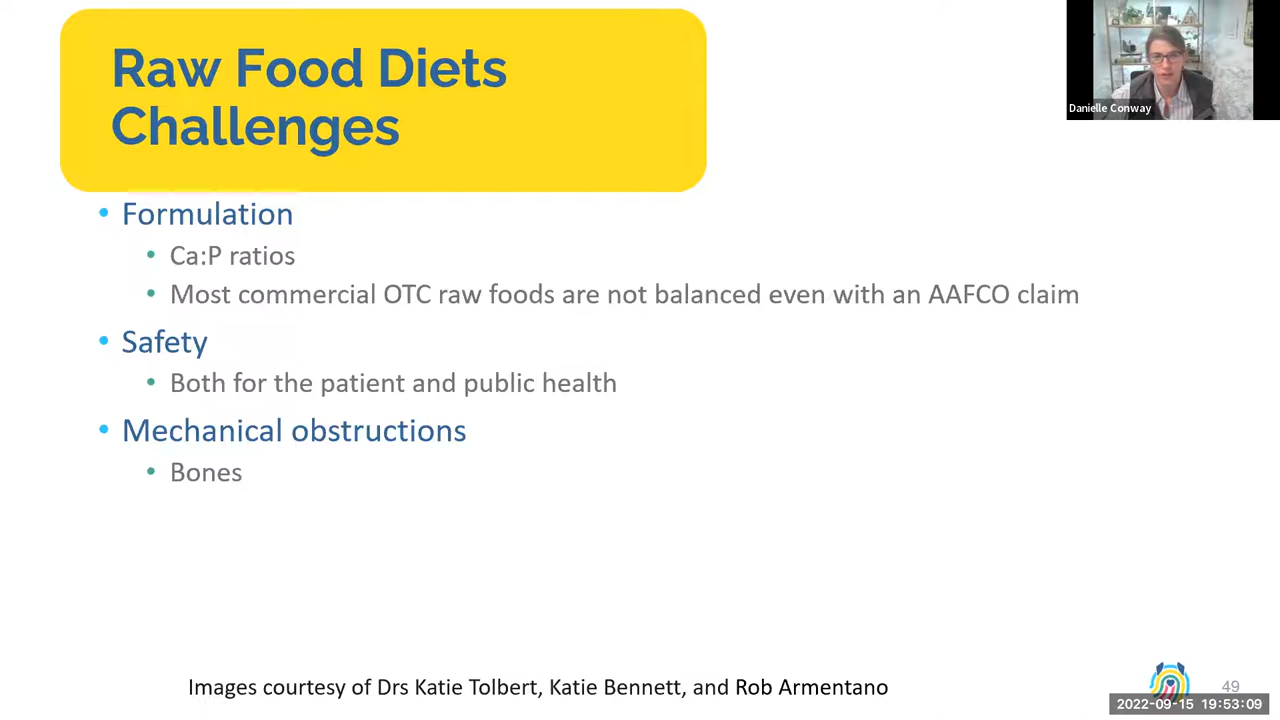 Raw Food Diets
Challenges
Danielle Conway
• Formulation
• Ca:P ratios
• Most commercial OTC raw foods are not balanced even with an AAFCO claim
• Safety
• Both for the patient and public health
• Mechanical obstructions
• Bones
Images courtesy of Drs Katie Tolbert, Katie Bennett, and Rob Armentano
49
2022-09-15 19:53:09